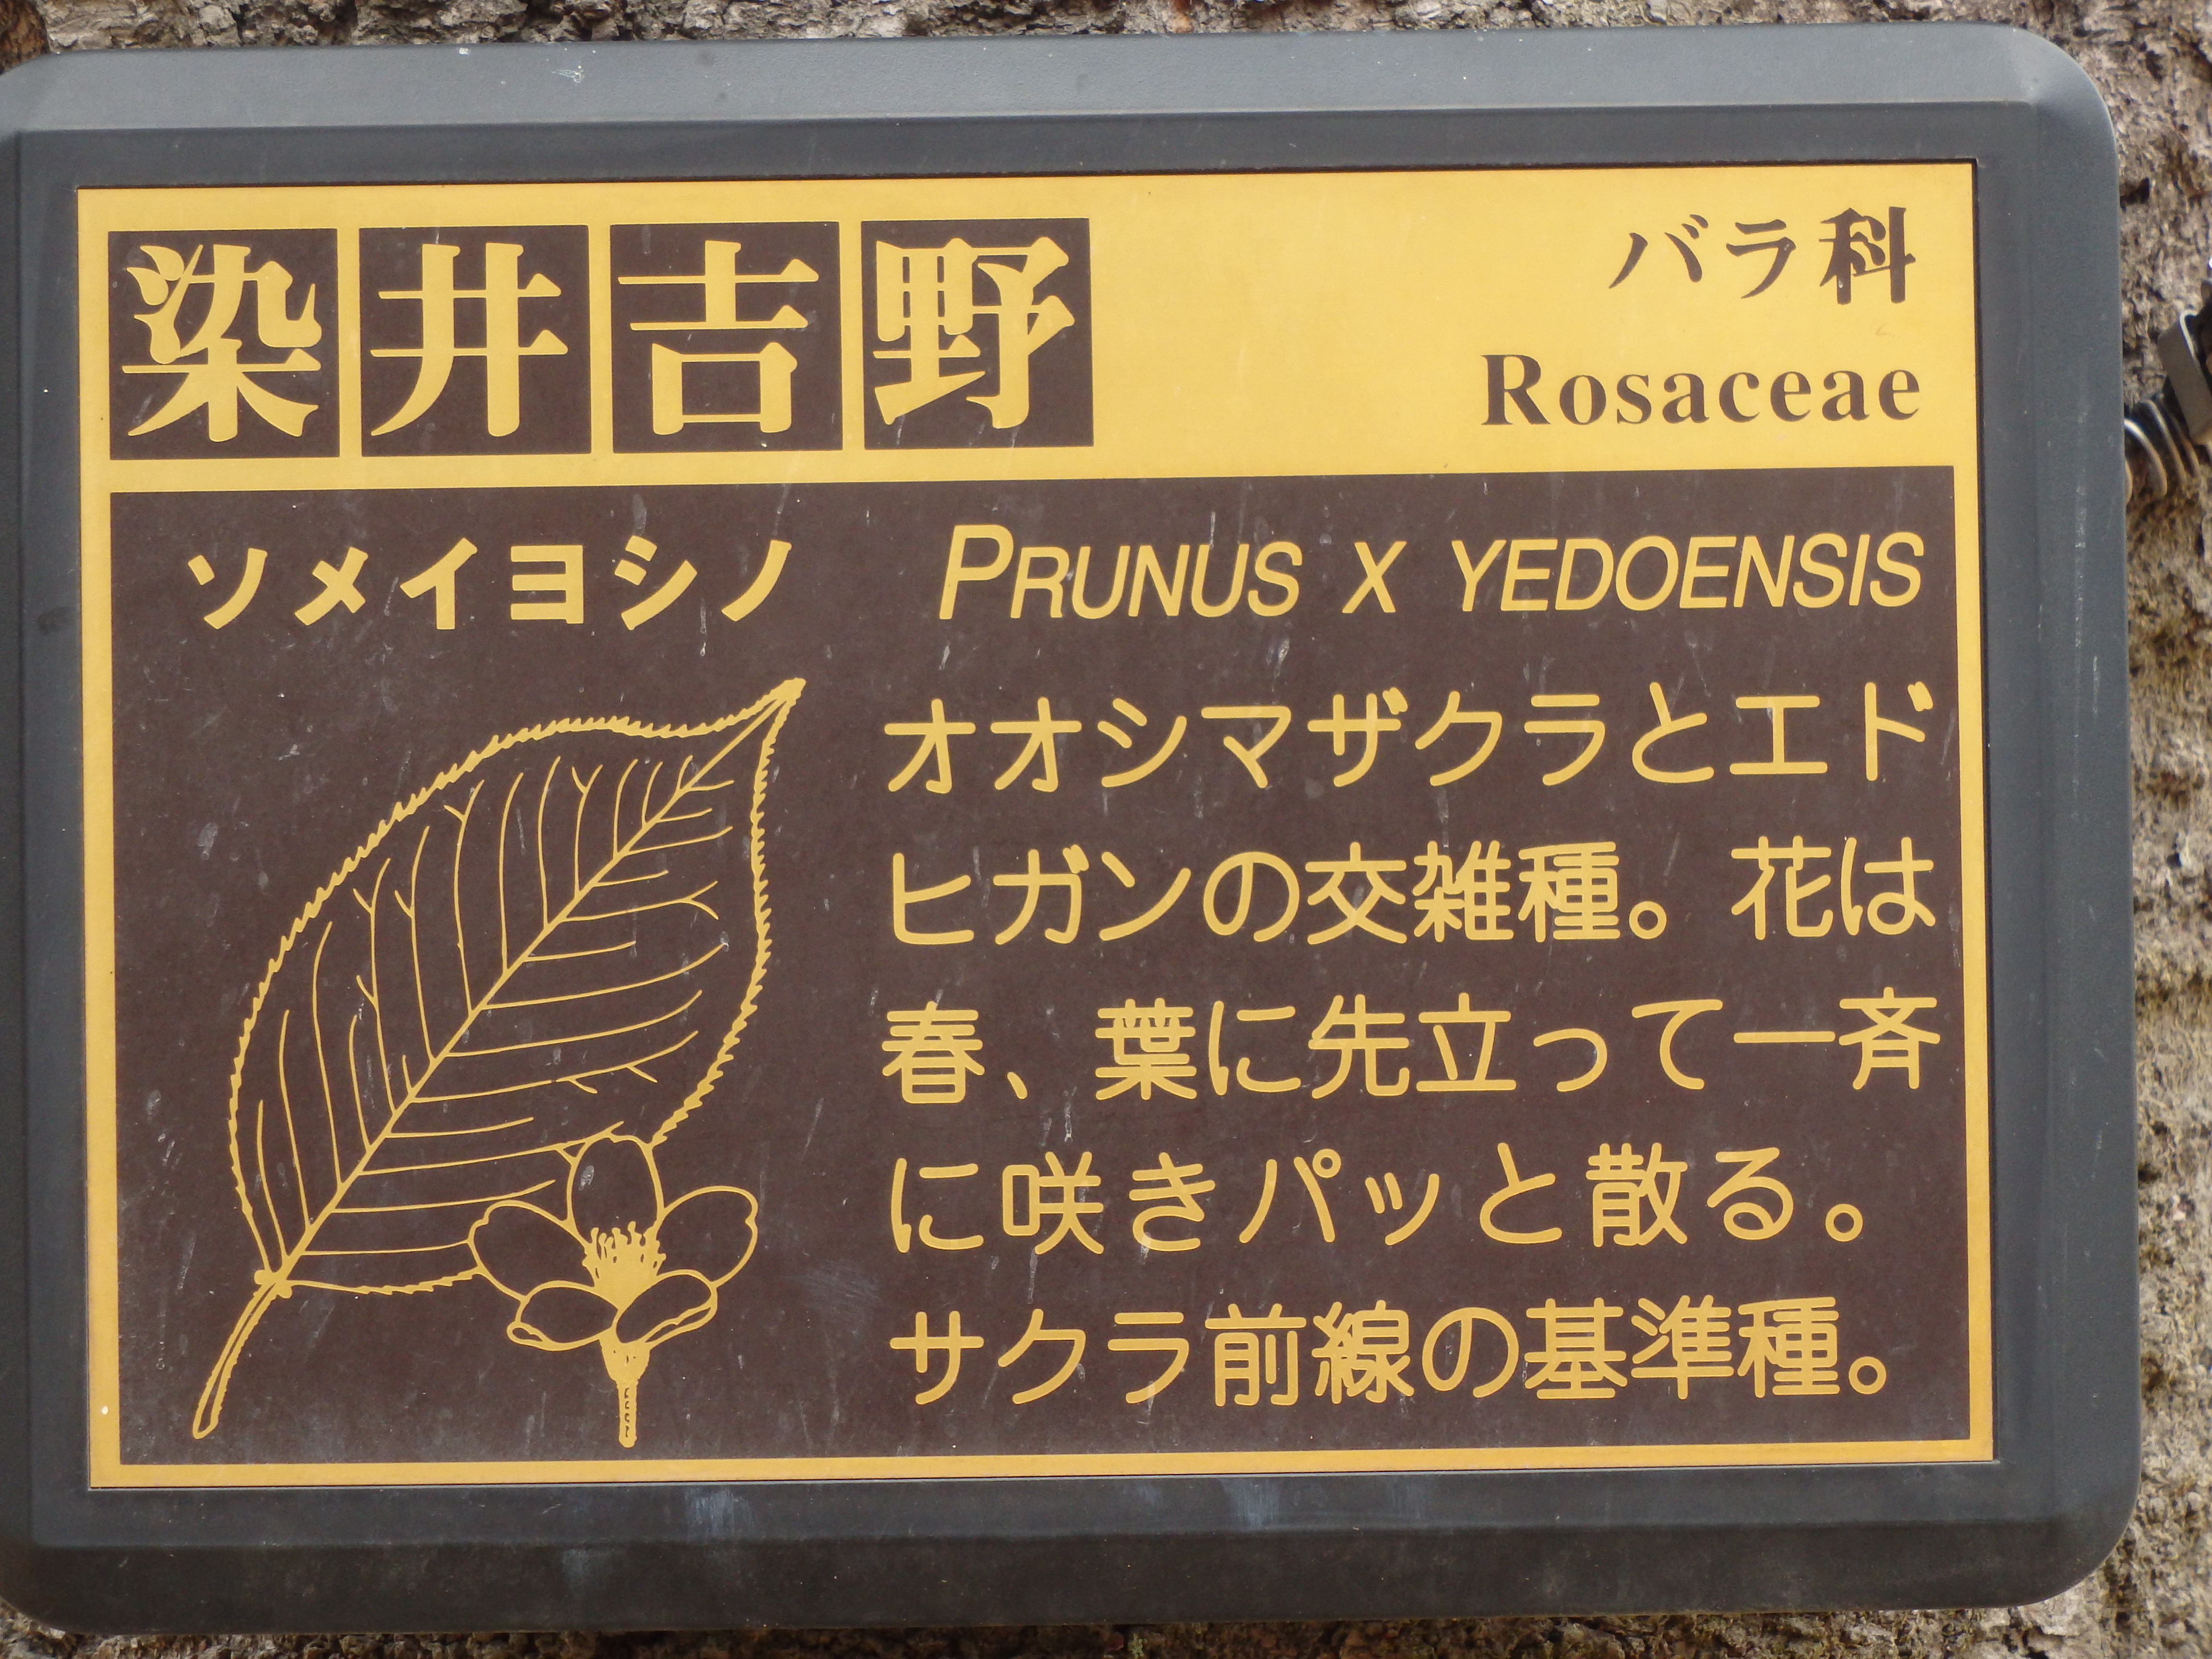 染井吉野
バラ科
Rosaceae
ソメイヨシノ
PRUNUS X YEDOENSIS
オオシマザクラとエド
ヒガンの交雑種。花は
春、葉に先立って一斉
に咲きパッと散る。
サクラ前線の基準種。